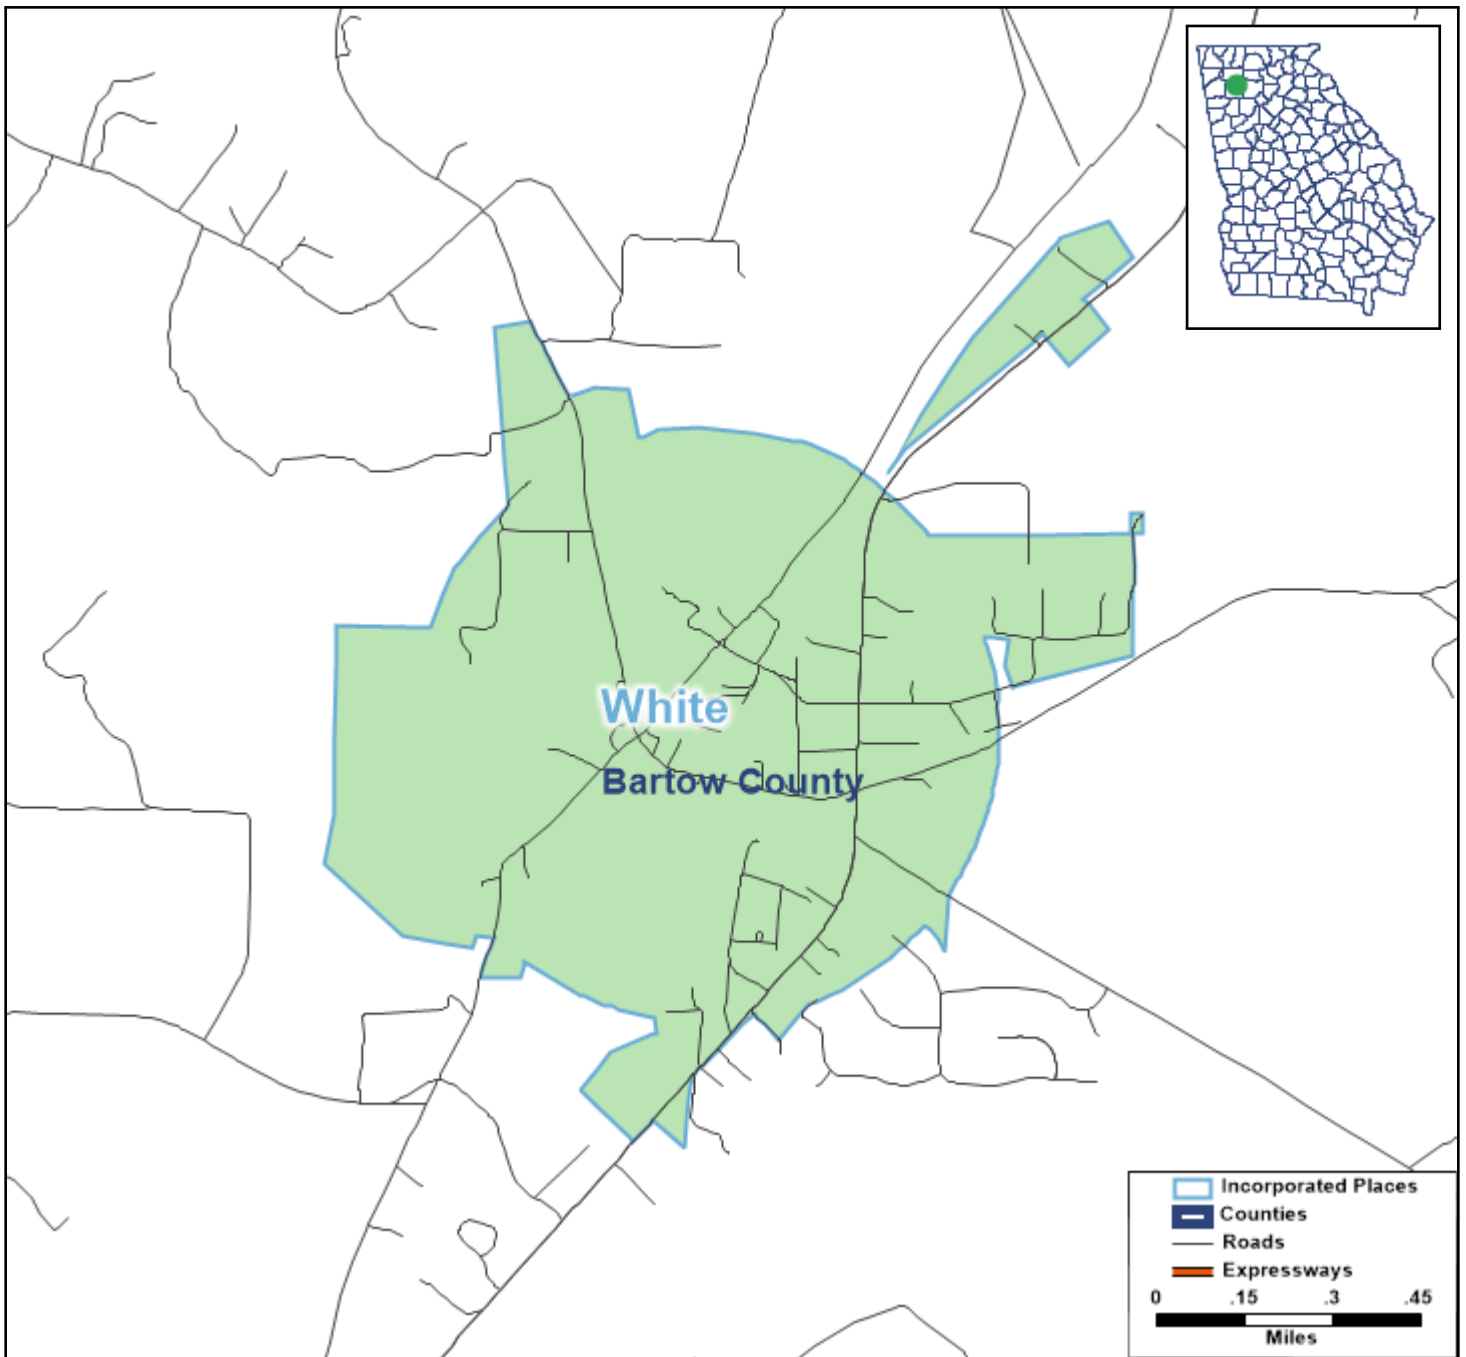 White
Bartow County
Incorporated Places
Counties
Roads
Expressways
0 .15 .3 .45
Miles